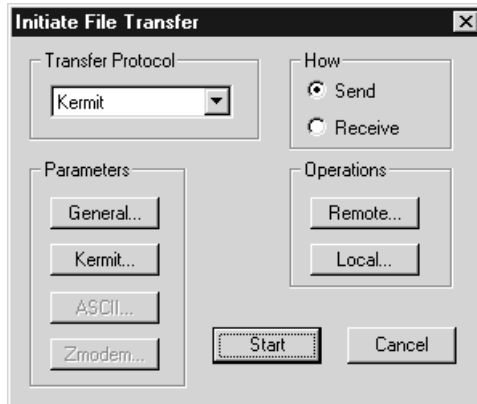 Initiate File Transfer
Transfer Protocol
Kermit
How
Send
Receive
Parameters
General...
Kermit...
ASCII...
Zmodem...
Operations
Remote...
Local...
Start
Cancel